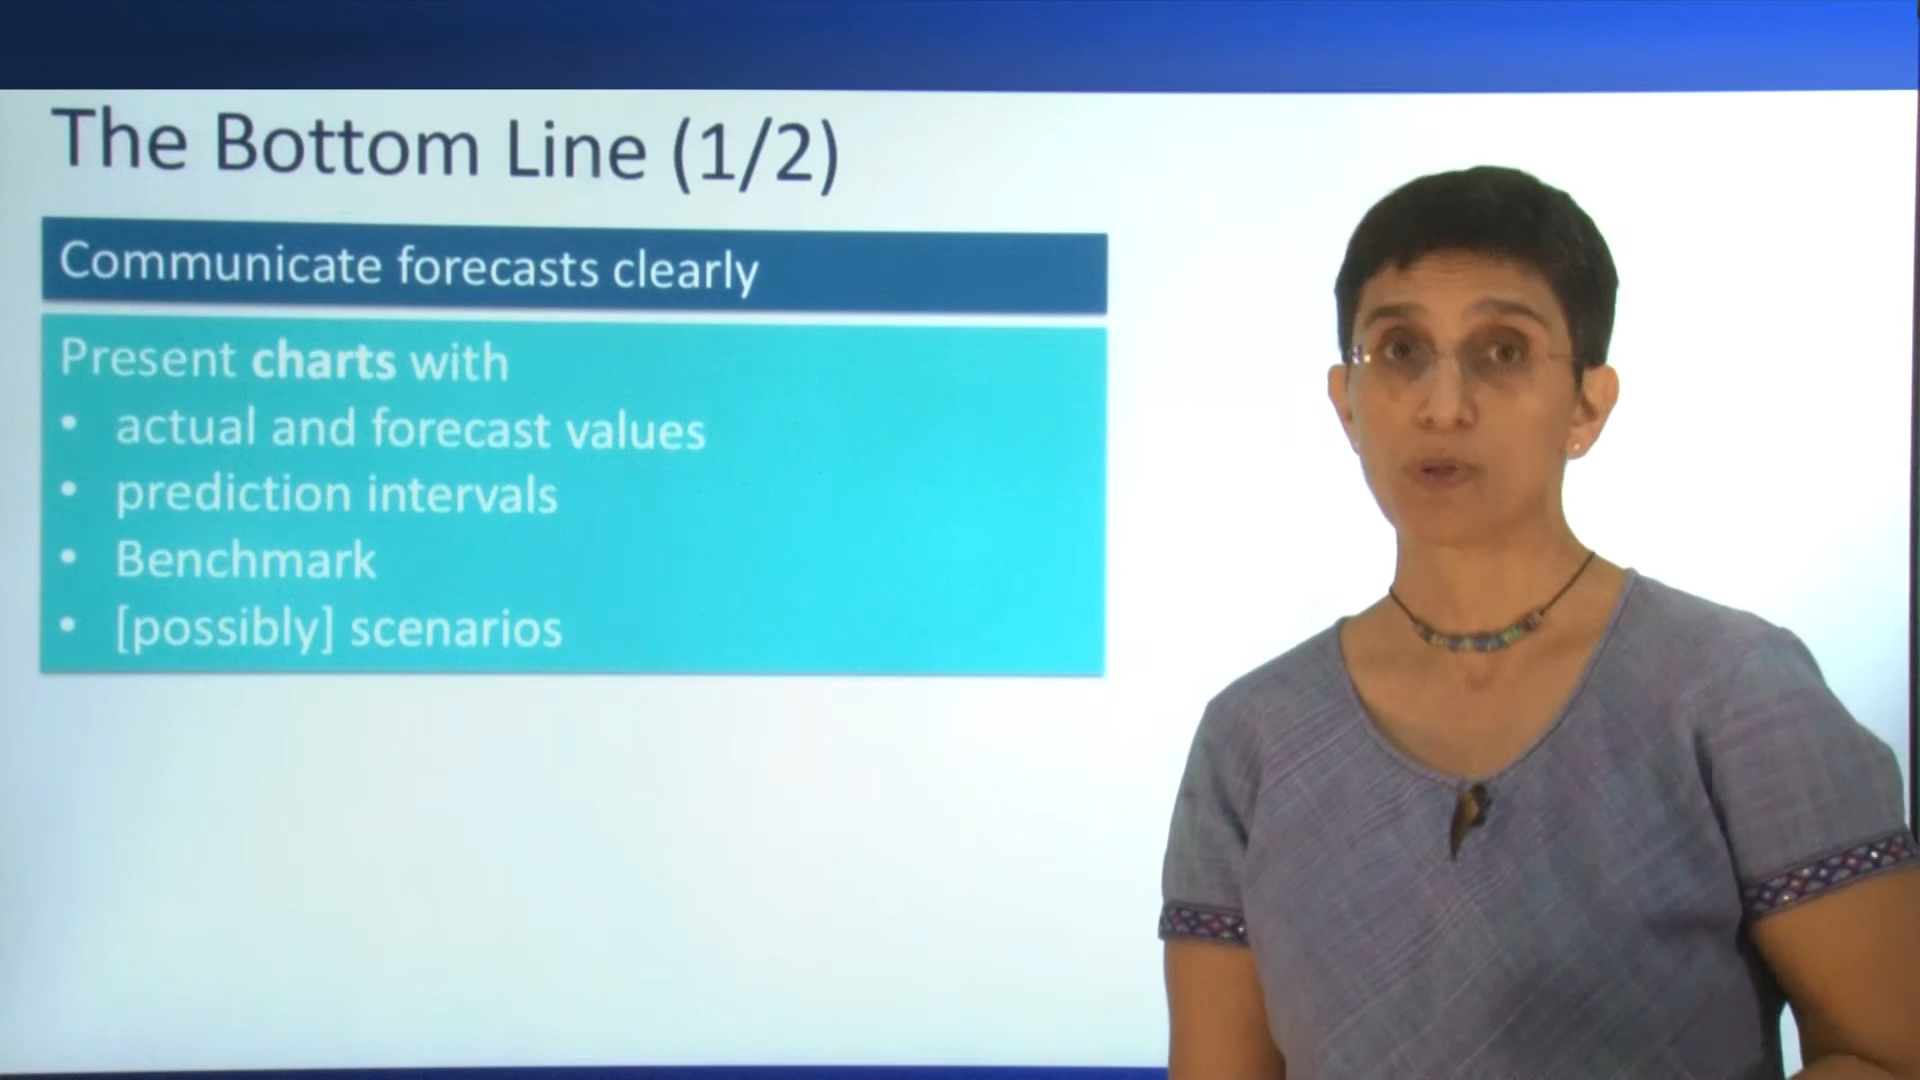 The Bottom Line (1/2)
Communicate forecasts clearly
Present charts with
• actual and forecast values
• prediction intervals
• Benchmark
• [possibly] scenarios